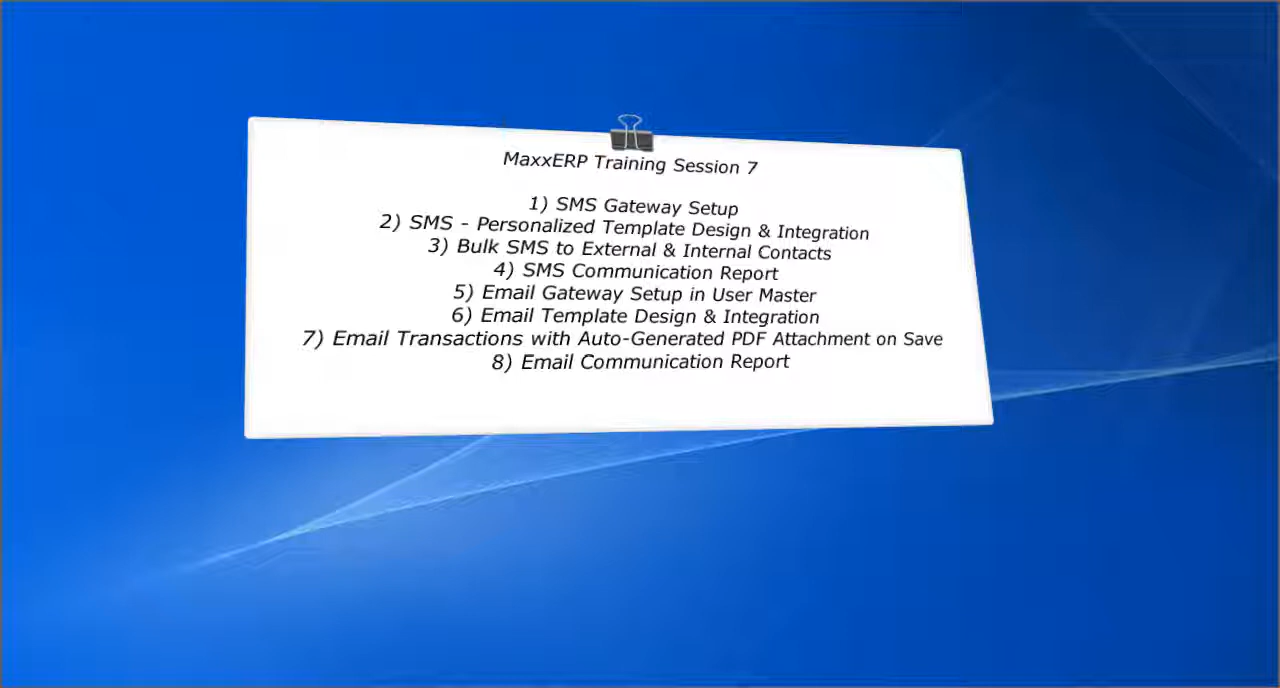 MaxxERP Training Session 7
1) SMS Gateway Setup
2) SMS - Personalized Template Design & Integration
3) Bulk SMS to External & Internal Contacts
4) SMS Communication Report
5) Email Gateway Setup in User Master
6) Email Template Design & Integration
7) Email Transactions with Auto-Generated PDF Attachment on Save
8) Email Communication Report